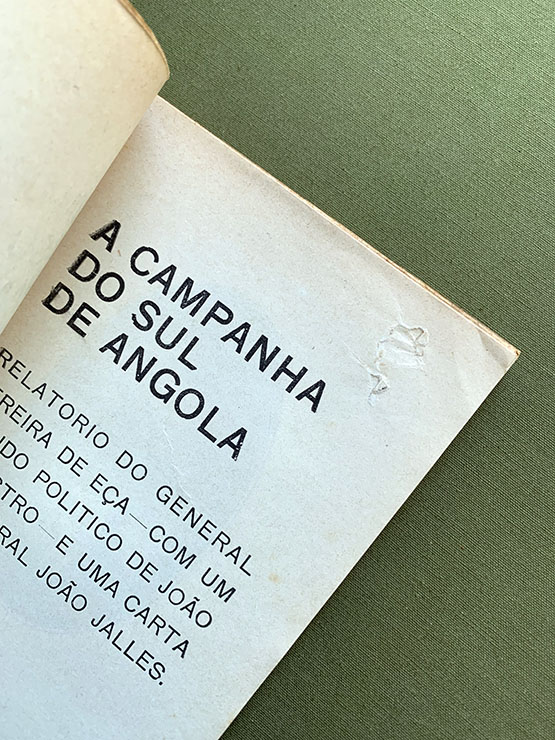 A CAMPANHA
DO SUL
DE ANGOLA
RELATORIO DO GENERAL
REIRA DE EÇA—COM UM
UDO POLITICO DE JOÃO
STRO—E UMA CARTA
RAL JOÃO JALLES.